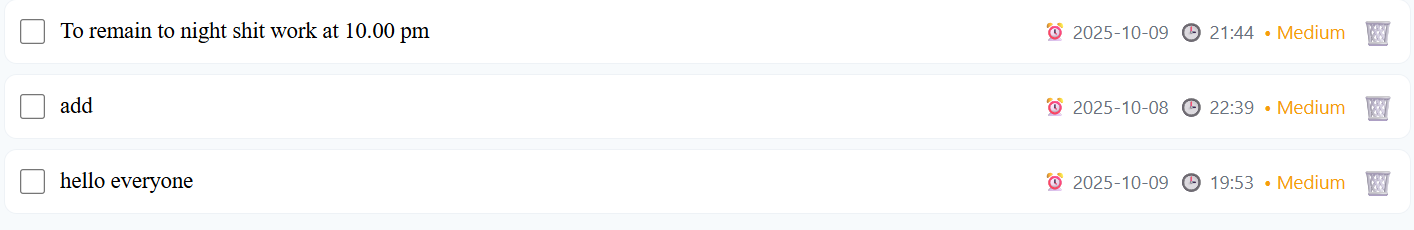 To remain to night shit work at 10.00 pm 2025-10-09 21:44 • Medium
add 2025-10-08 22:39 • Medium
hello everyone 2025-10-09 19:53 • Medium